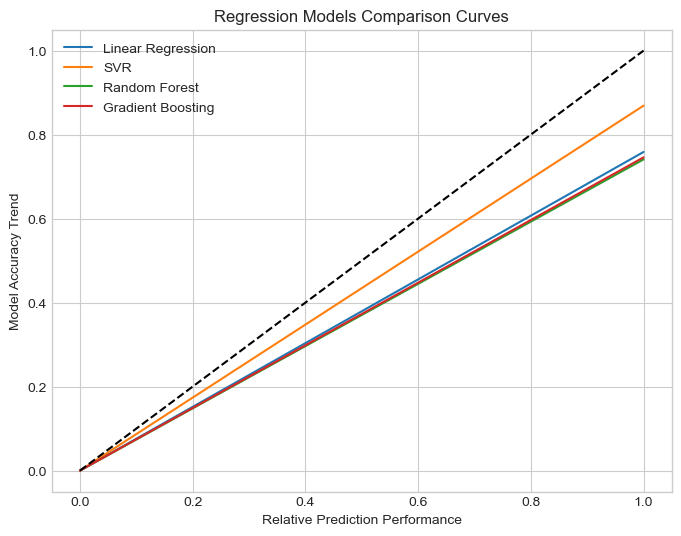 Regression Models Comparison Curves
Linear Regression
SVR
Random Forest
Gradient Boosting
1.0
0.8
0.6
0.4
0.2
0.0
Model Accuracy Trend
0.0 0.2 0.4 0.6 0.8 1.0
Relative Prediction Performance